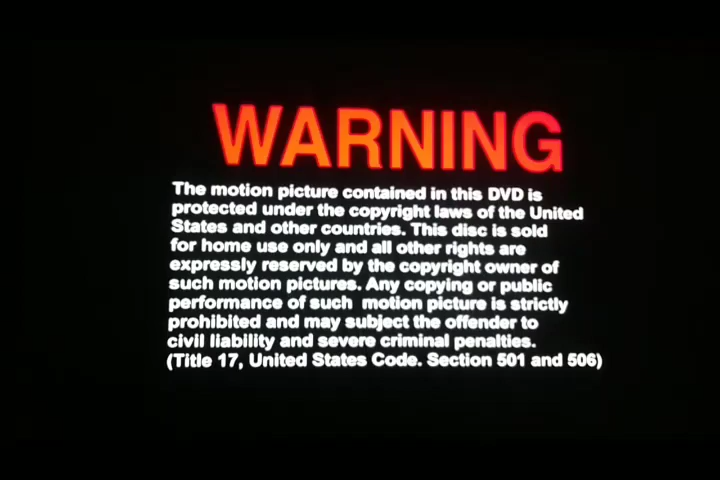 WARNING
The motion picture contained in this DVD is
protected under the copyright laws of the United
States and other countries. This disc is sold
for home use only and all other rights are
expressly reserved by the copyright owner of
such motion pictures. Any copying or public
performance of such motion picture is strictly
prohibited and may subject the offender to
civil liability and severe criminal penalties.
(Title 17, United States Code. Section 501 and 506)